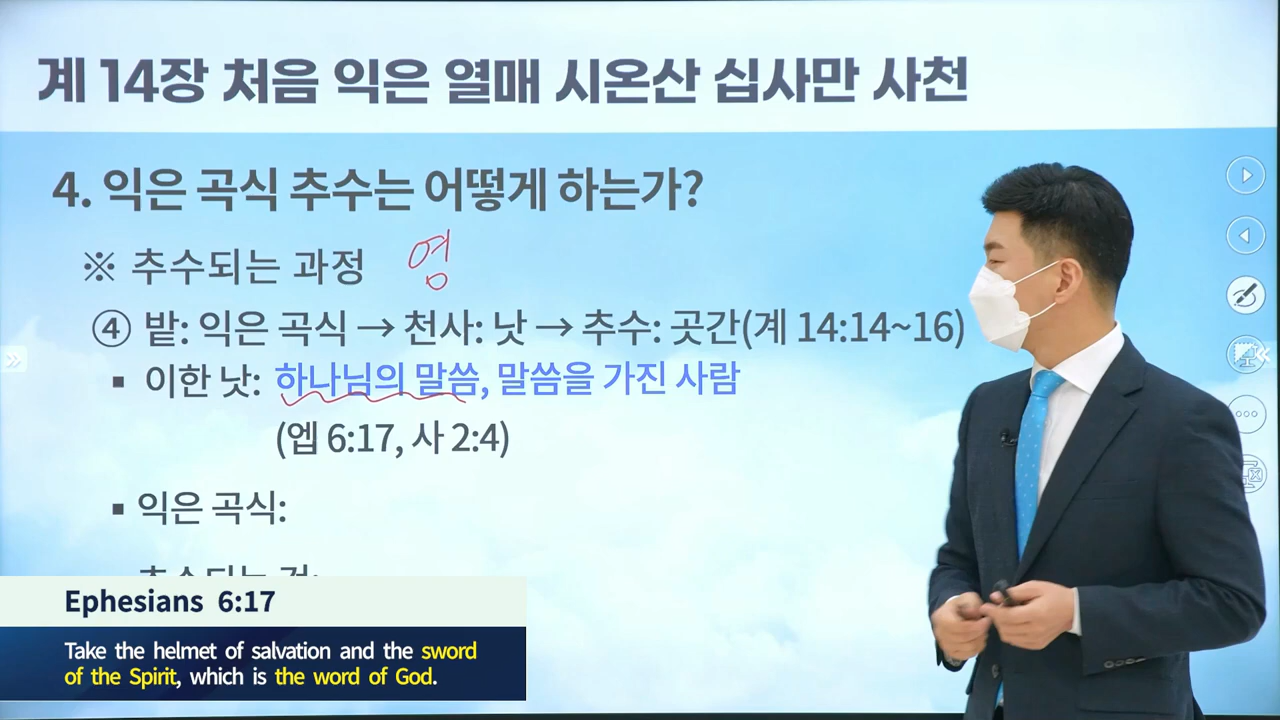 계 14장 처음 익은 열매 시온산 십사만 사천
4. 익은 곡식 추수는 어떻게 하는가?
※ 추수되는 과정 영
④ 밭: 익은 곡식 → 천사: 낫 → 추수: 곳간(계 14:14~16)
▪ 이한 낫: 하나님의 말씀, 말씀을 가진 사람
(엡 6:17, 사 2:4)
▪ 익은 곡식:
Ephesians 6:17
Take the helmet of salvation and the sword
of the Spirit, which is the word of God.